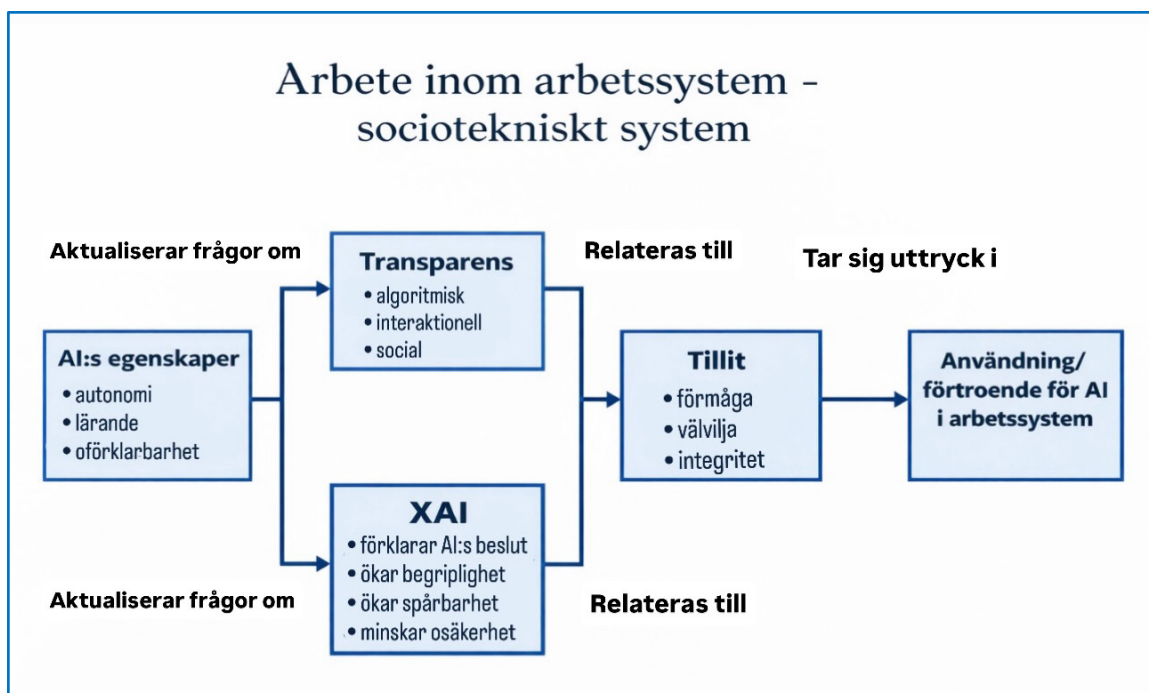 Arbete inom arbetssystem -
sociotekniskt system
Aktualiserar frågor om
Transparens
• algoritmisk
• interaktionell
• social
Relateras till
Tar sig uttryck i
AI:s egenskaper
• autonomi
• lärande
• oförklarbarhet
Tillit
• förmåga
• välvilja
• integritet
Användning/
förtroende för AI
i arbetssystem
XAI
• förklarar AI:s beslut
• ökar begriplighet
• ökar spårbarhet
• minskar osäkerhet
Aktualiserar frågor om
Relateras till